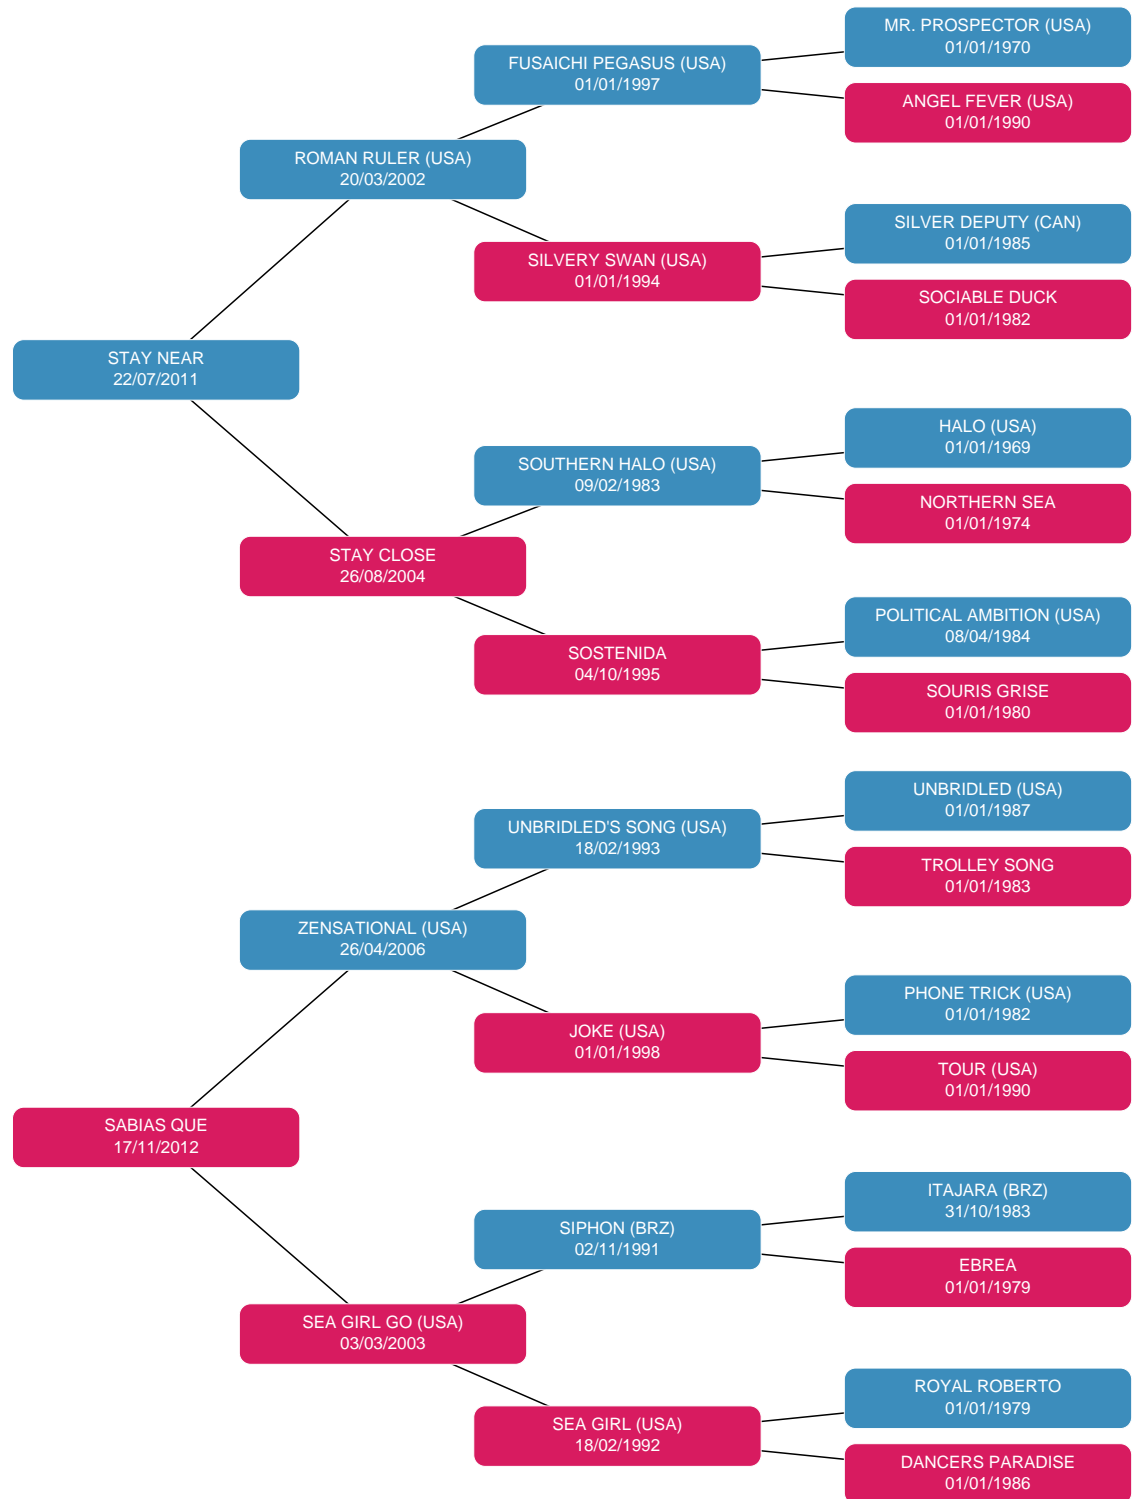 MR. PROSPECTOR (USA)
01/01/1970
FUSAICHI PEGASUS (USA)
01/01/1997
ANGEL FEVER (USA)
01/01/1990
ROMAN RULER (USA)
20/03/2002
SILVER DEPUTY (CAN)
01/01/1985
SILVERY SWAN (USA)
01/01/1994
SOCIABLE DUCK
01/01/1982
STAY NEAR
22/07/2011
HALO (USA)
01/01/1969
SOUTHERN HALO (USA)
09/02/1983
NORTHERN SEA
01/01/1974
STAY CLOSE
26/08/2004
POLITICAL AMBITION (USA)
08/04/1984
SOSTENIDA
04/10/1995
SOURIS GRISE
01/01/1980
UNBRIDLED (USA)
01/01/1987
UNBRIDLED'S SONG (USA)
18/02/1993
TROLLEY SONG
01/01/1983
ZENSATIONAL (USA)
26/04/2006
PHONE TRICK (USA)
01/01/1982
JOKE (USA)
01/01/1998
TOUR (USA)
01/01/1990
SABIAS QUE
17/11/2012
ITAJARA (BRZ)
31/10/1983
SIPHON (BRZ)
02/11/1991
EBREA
01/01/1979
SEA GIRL GO (USA)
03/03/2003
ROYAL ROBERTO
01/01/1979
SEA GIRL (USA)
18/02/1992
DANCERS PARADISE
01/01/1986